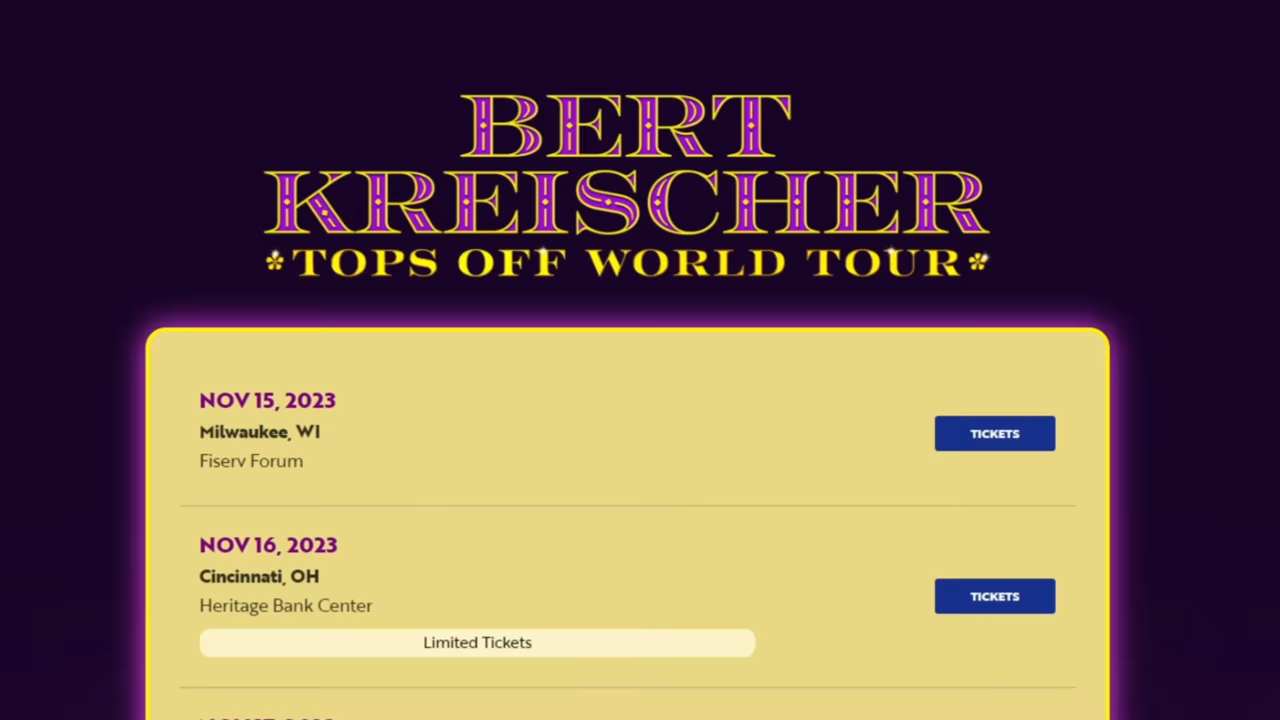 BERT
KREISCHER
TOPS OFF WORLD TOUR
NOV 15, 2023
Milwaukee, WI
Fiserv Forum
TICKETS
NOV 16, 2023
Cincinnati, OH
Heritage Bank Center
TICKETS
Limited Tickets